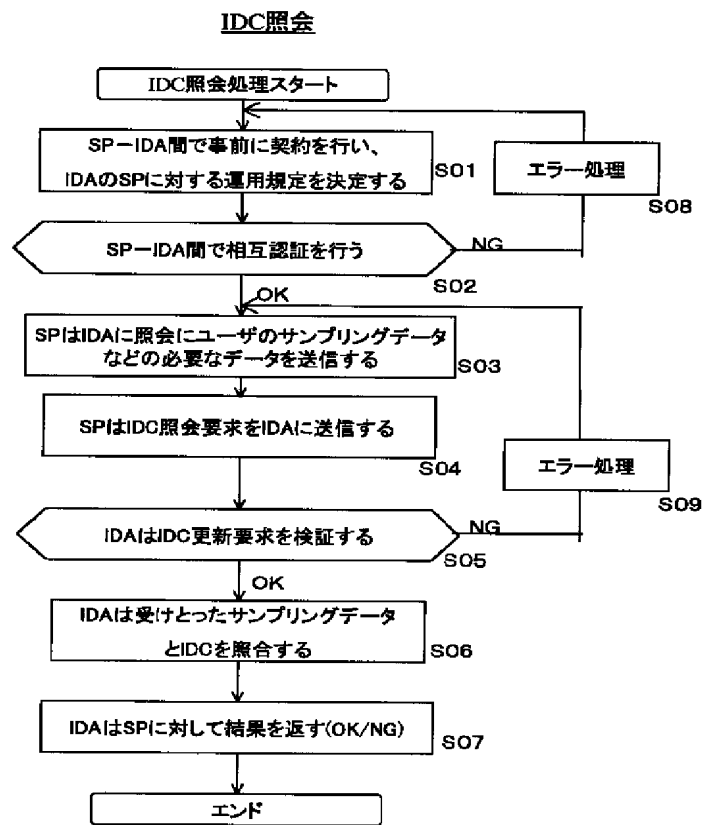 IDC照会
IDC照会処理スタート
SP－IDA間で事前に契約を行い、
IDAのSPに対する運用規定を決定する
S01
エラー処理
S08
SP－IDA間で相互認証を行う
NG
S02
OK
SPはIDAに照会にユーザのサンプリングデータ
などの必要なデータを送信する
S03
SPはIDC照会要求をIDAに送信する
S04
エラー処理
S09
IDAはIDC更新要求を検証する
NG
S05
OK
IDAは受けとったサンプリングデータ
とIDCを照合する
S06
IDAはSPに対して結果を返す(OK/NG)
S07
エンド